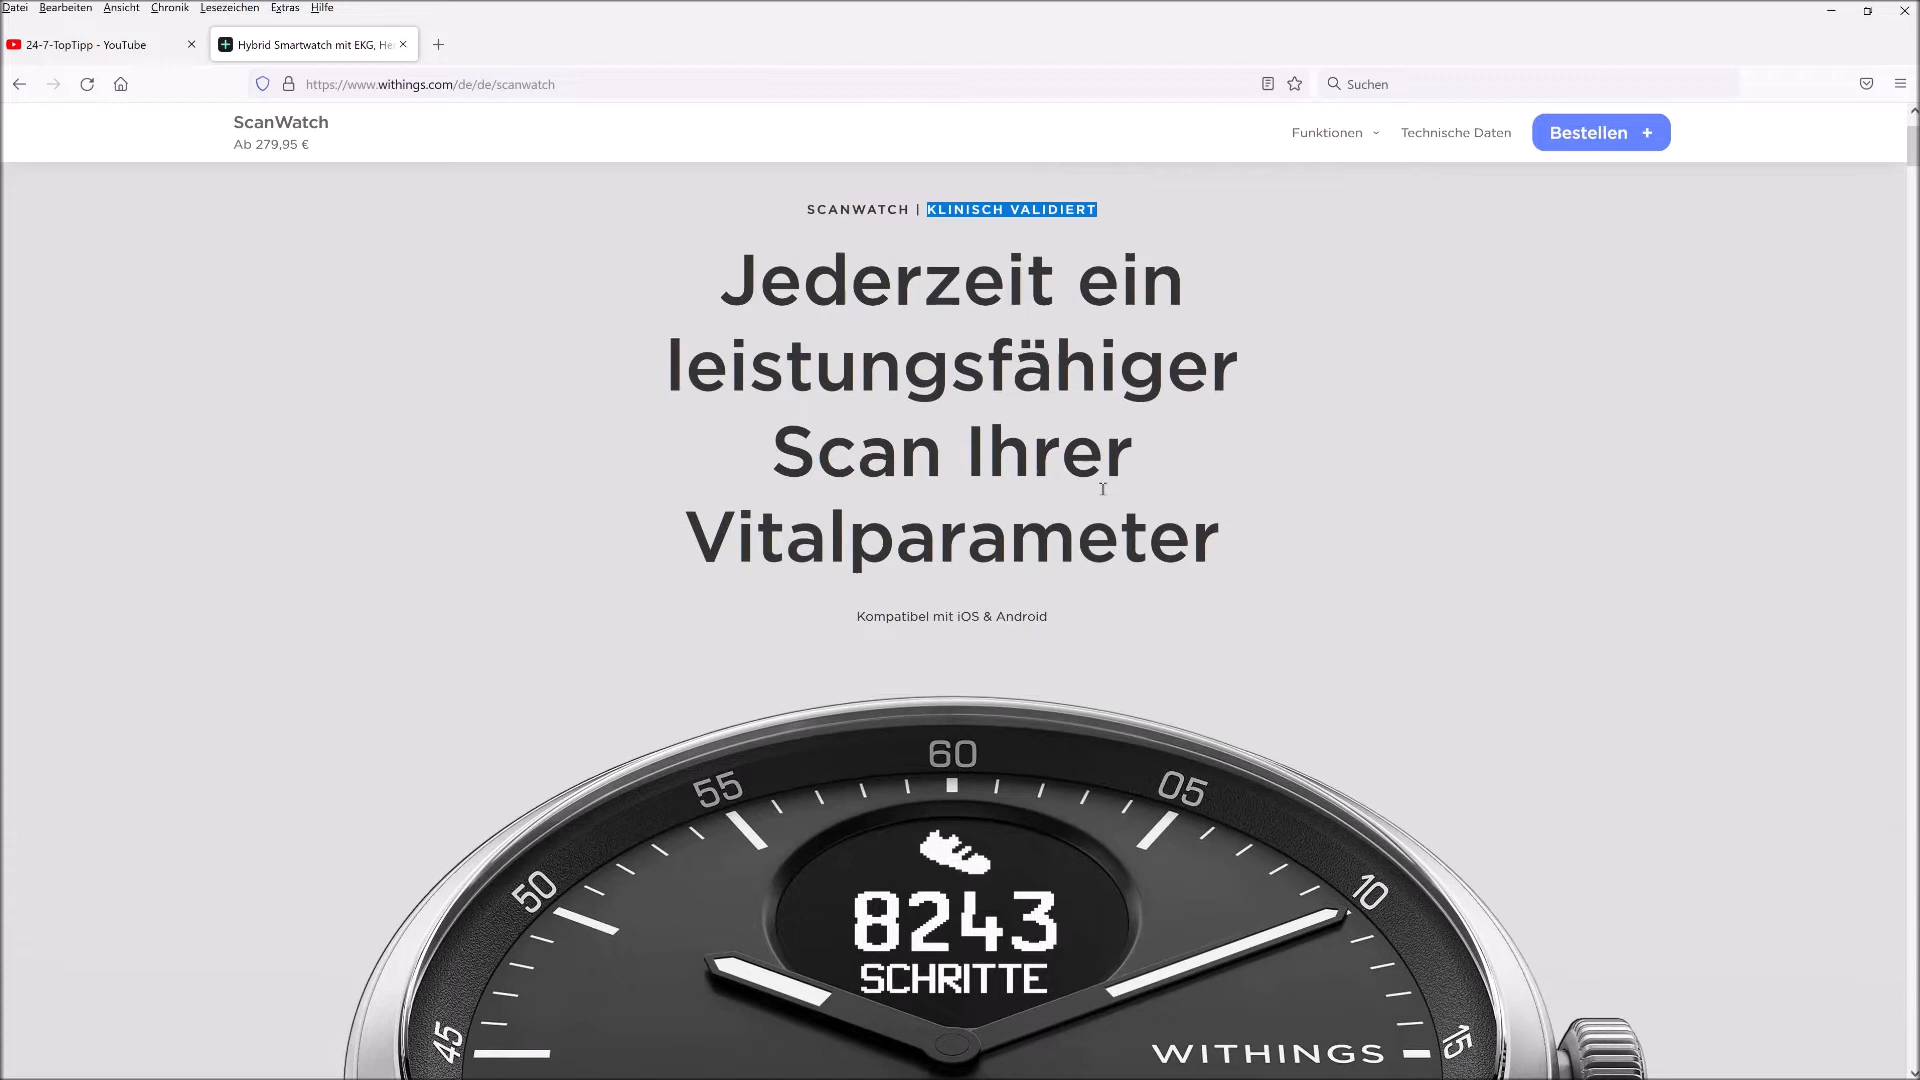 Datei Bearbeiten Ansicht Chronik Lesezeichen Extras Hilfe
24-7-TopTipp - YouTube
Hybrid Smartwatch mit EKG, He
https://www.withings.com/de/de/scanwatch
Suchen
ScanWatch
Ab 279,95 €
Funktionen
Technische Daten
Bestellen +
SCANWATCH | KLINISCH VALIDIERT
Jederzeit ein
leistungsfähiger
Scan Ihrer
Vitalparameter
Kompatibel mit iOS & Android
60
55
05
50
10
8243
SCHRITTE
45
15
WITHINGS